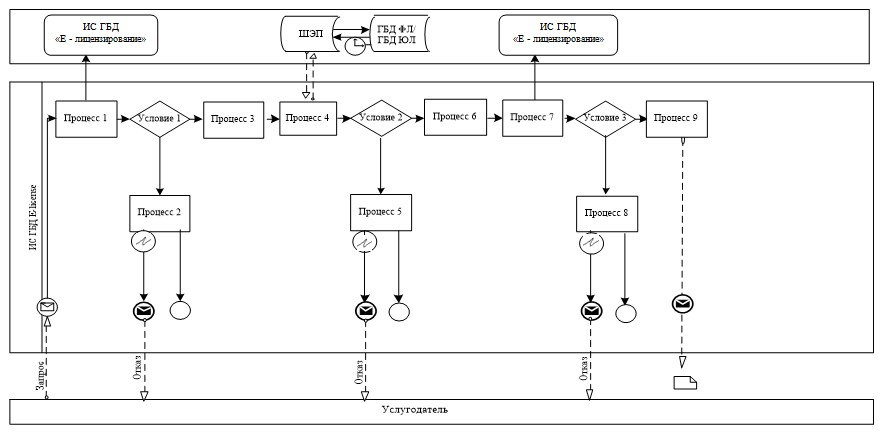 ИС ГБД
«Е - лицензирование»
ШЭП
ГБД ФЛ/
ГБД ЮЛ
ИС ГБД
«Е - лицензирование»
Процесс 1
Условие 1
Процесс 3
Процесс 4
Условие 2
Процесс 6
Процесс 7
Условие 3
Процесс 9
Процесс 2
Процесс 5
Процесс 8
ИС ГБД E-license
Запрос
Отказ
Отказ
Отказ
Услугодатель